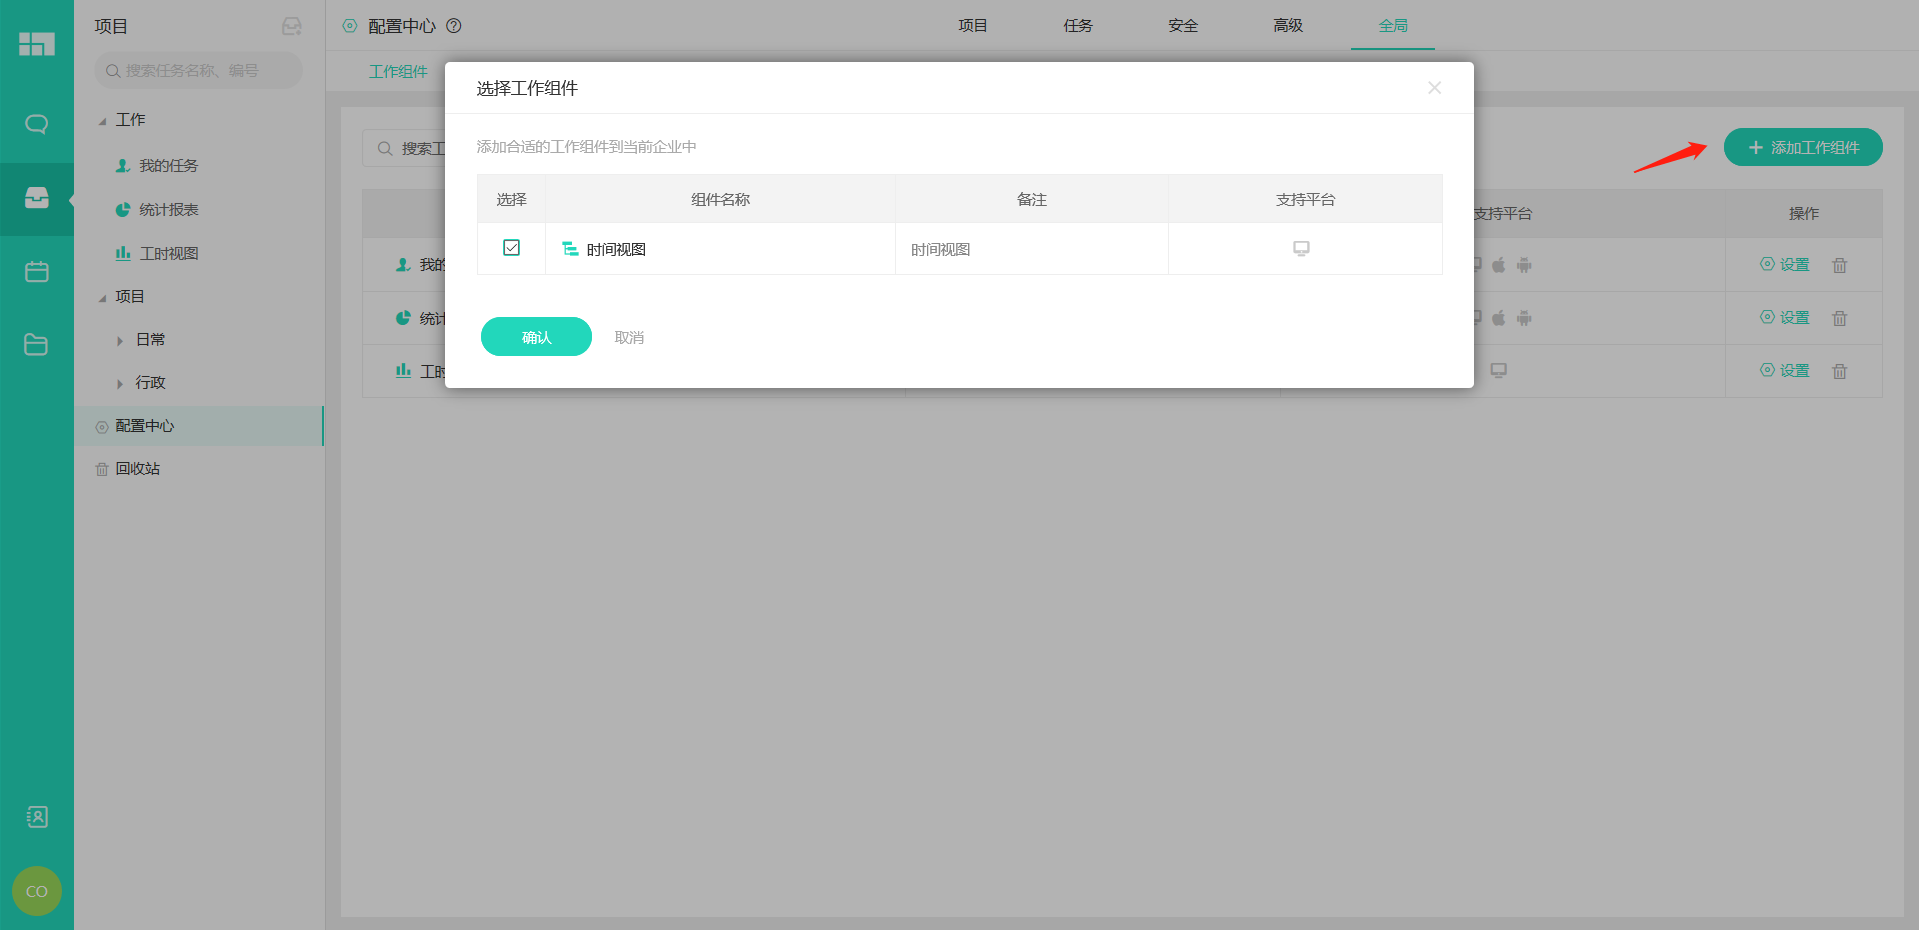 项目
搜索任务名称、编号
工作
我的任务
统计报表
工时视图
项目
日常
行政
配置中心
回收站
CO
配置中心
项目 任务 安全 高级 全局
工作组件
搜索工
添加工作组件
支持平台 操作
我的 设置
统计 设置
工时 设置
选择工作组件
添加合适的工作组件到当前企业中
选择 组件名称 备注 支持平台
时间视图 时间视图
确认 取消